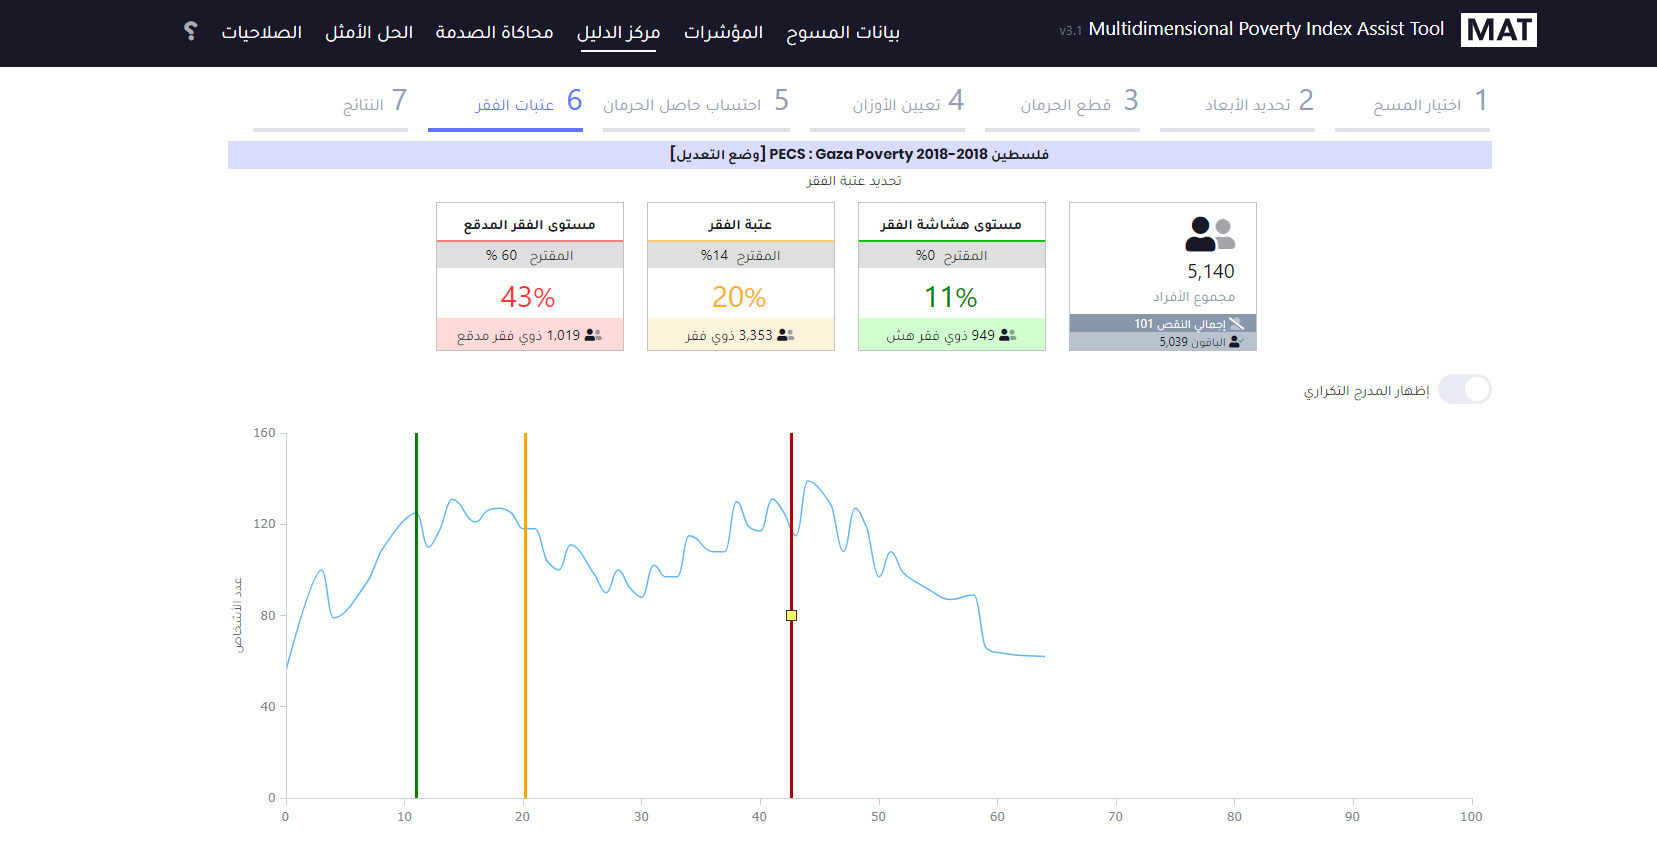 MAT Multidimensional Poverty Index Assist Tool v3.1
بيانات المسوح المؤشرات مركز الدليل محاكاة الصدمة الحل الأمثل الصلاحيات ؟
1 اختيار المسح
2 تحديد الأبعاد
3 قطع الحرمان
4 تعيين الأوزان
5 احتساب حاصل الحرمان
6 عتبات الفقر
7 النتائج
فلسطين PECS : Gaza Poverty 2018-2018 [وضع التعديل]
تحديد عتبة الفقر
5,140
مجموع الأفراد
إجمالي النقص 101
الباقون 5,039
مستوى هشاشة الفقر
المقترح 0%
11%
949 ذوي فقر هش
عتبة الفقر
المقترح 14%
20%
3,353 ذوي فقر
مستوى الفقر المدقع
المقترح 60 %
43%
1,019 ذوي فقر مدقع
إظهار المدرج التكراري
عدد الأشخاص
160
120
80
40
0
0 10 20 30 40 50 60 70 80 90 100